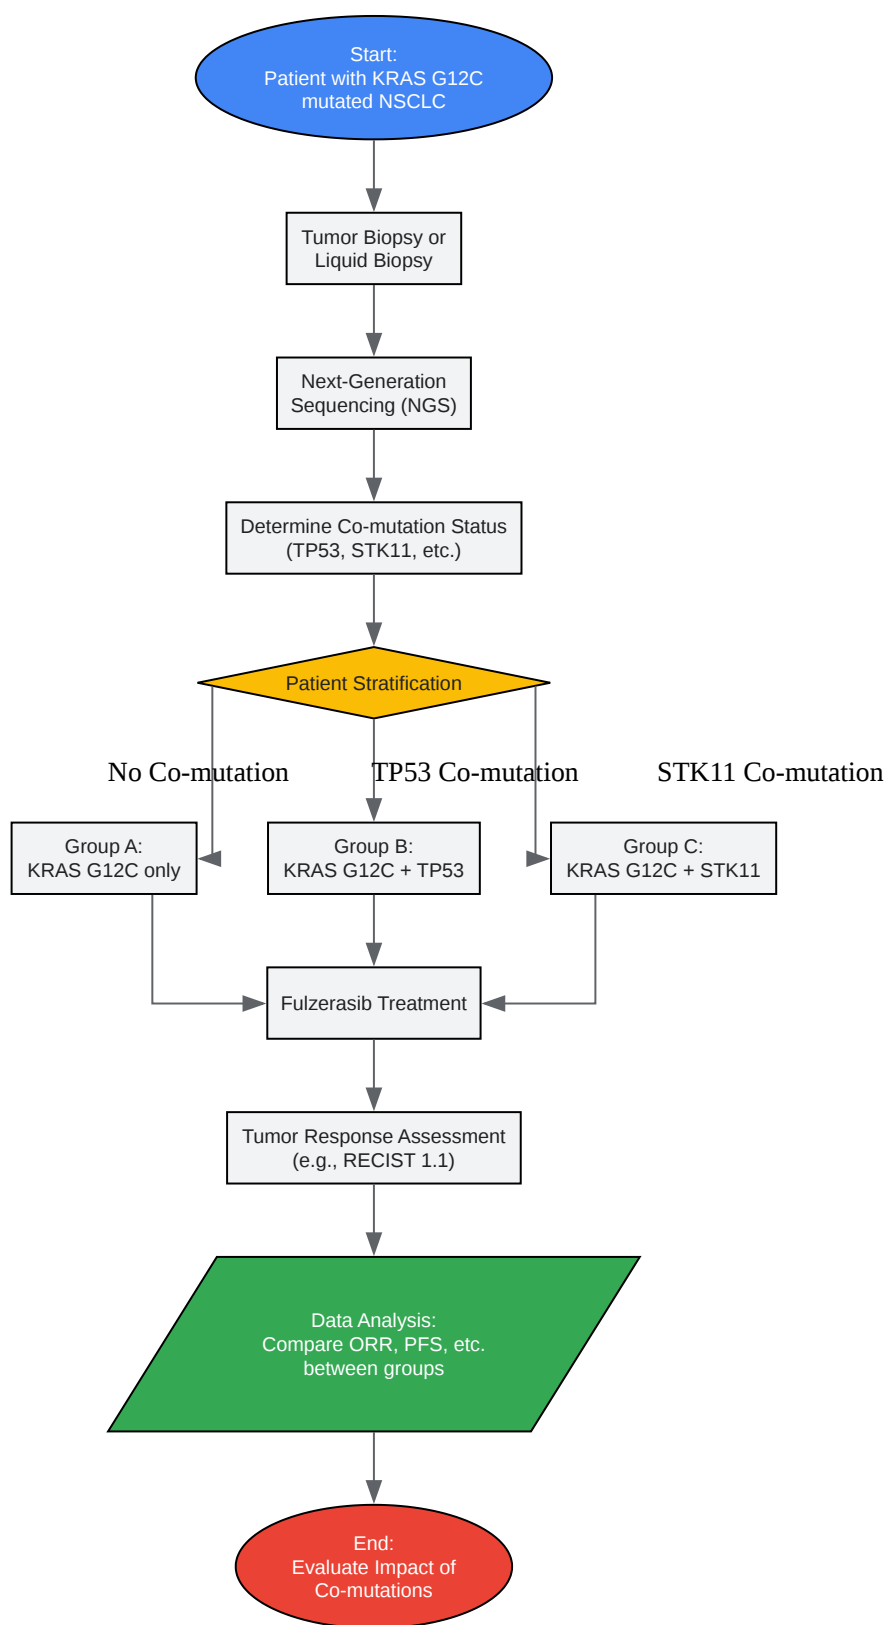 Start:
Patient with KRAS G12C
mutated NSCLC
Tumor Biopsy or
Liquid Biopsy
Next-Generation
Sequencing (NGS)
Determine Co-mutation Status
(TP53, STK11, etc.)
Patient Stratification
No Co-mutation
TP53 Co-mutation
STK11 Co-mutation
Group A:
KRAS G12C only
Group B:
KRAS G12C + TP53
Group C:
KRAS G12C + STK11
Fulzerasib Treatment
Tumor Response Assessment
(e.g., RECIST 1.1)
Data Analysis:
Compare ORR, PFS, etc.
between groups
End:
Evaluate Impact of
Co-mutations